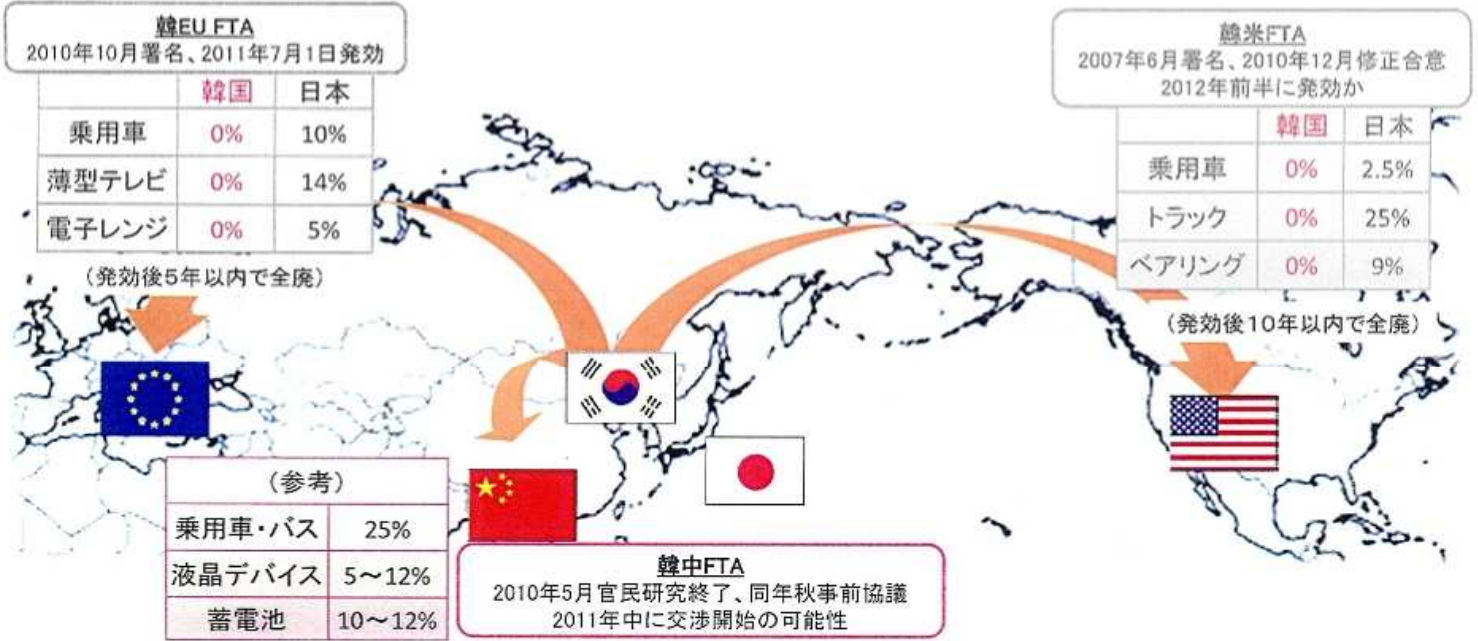 韓EU FTA
2010年10月署名、2011年7月1日発効
韓国 日本
乗用車 0% 10%
薄型テレビ 0% 14%
電子レンジ 0% 5%
(発効後5年以内で全廃)
韓米FTA
2007年6月署名、2010年12月修正合意
2012年前半に発効か
韓国 日本
乗用車 0% 2.5%
トラック 0% 25%
ベアリング 0% 9%
(発効後10年以内で全廃)
(参考)
乗用車・バス 25%
液晶デバイス 5～12%
蓄電池 10～12%
韓中FTA
2010年5月官民研究終了、同年秋事前協議
2011年中に交渉開始の可能性